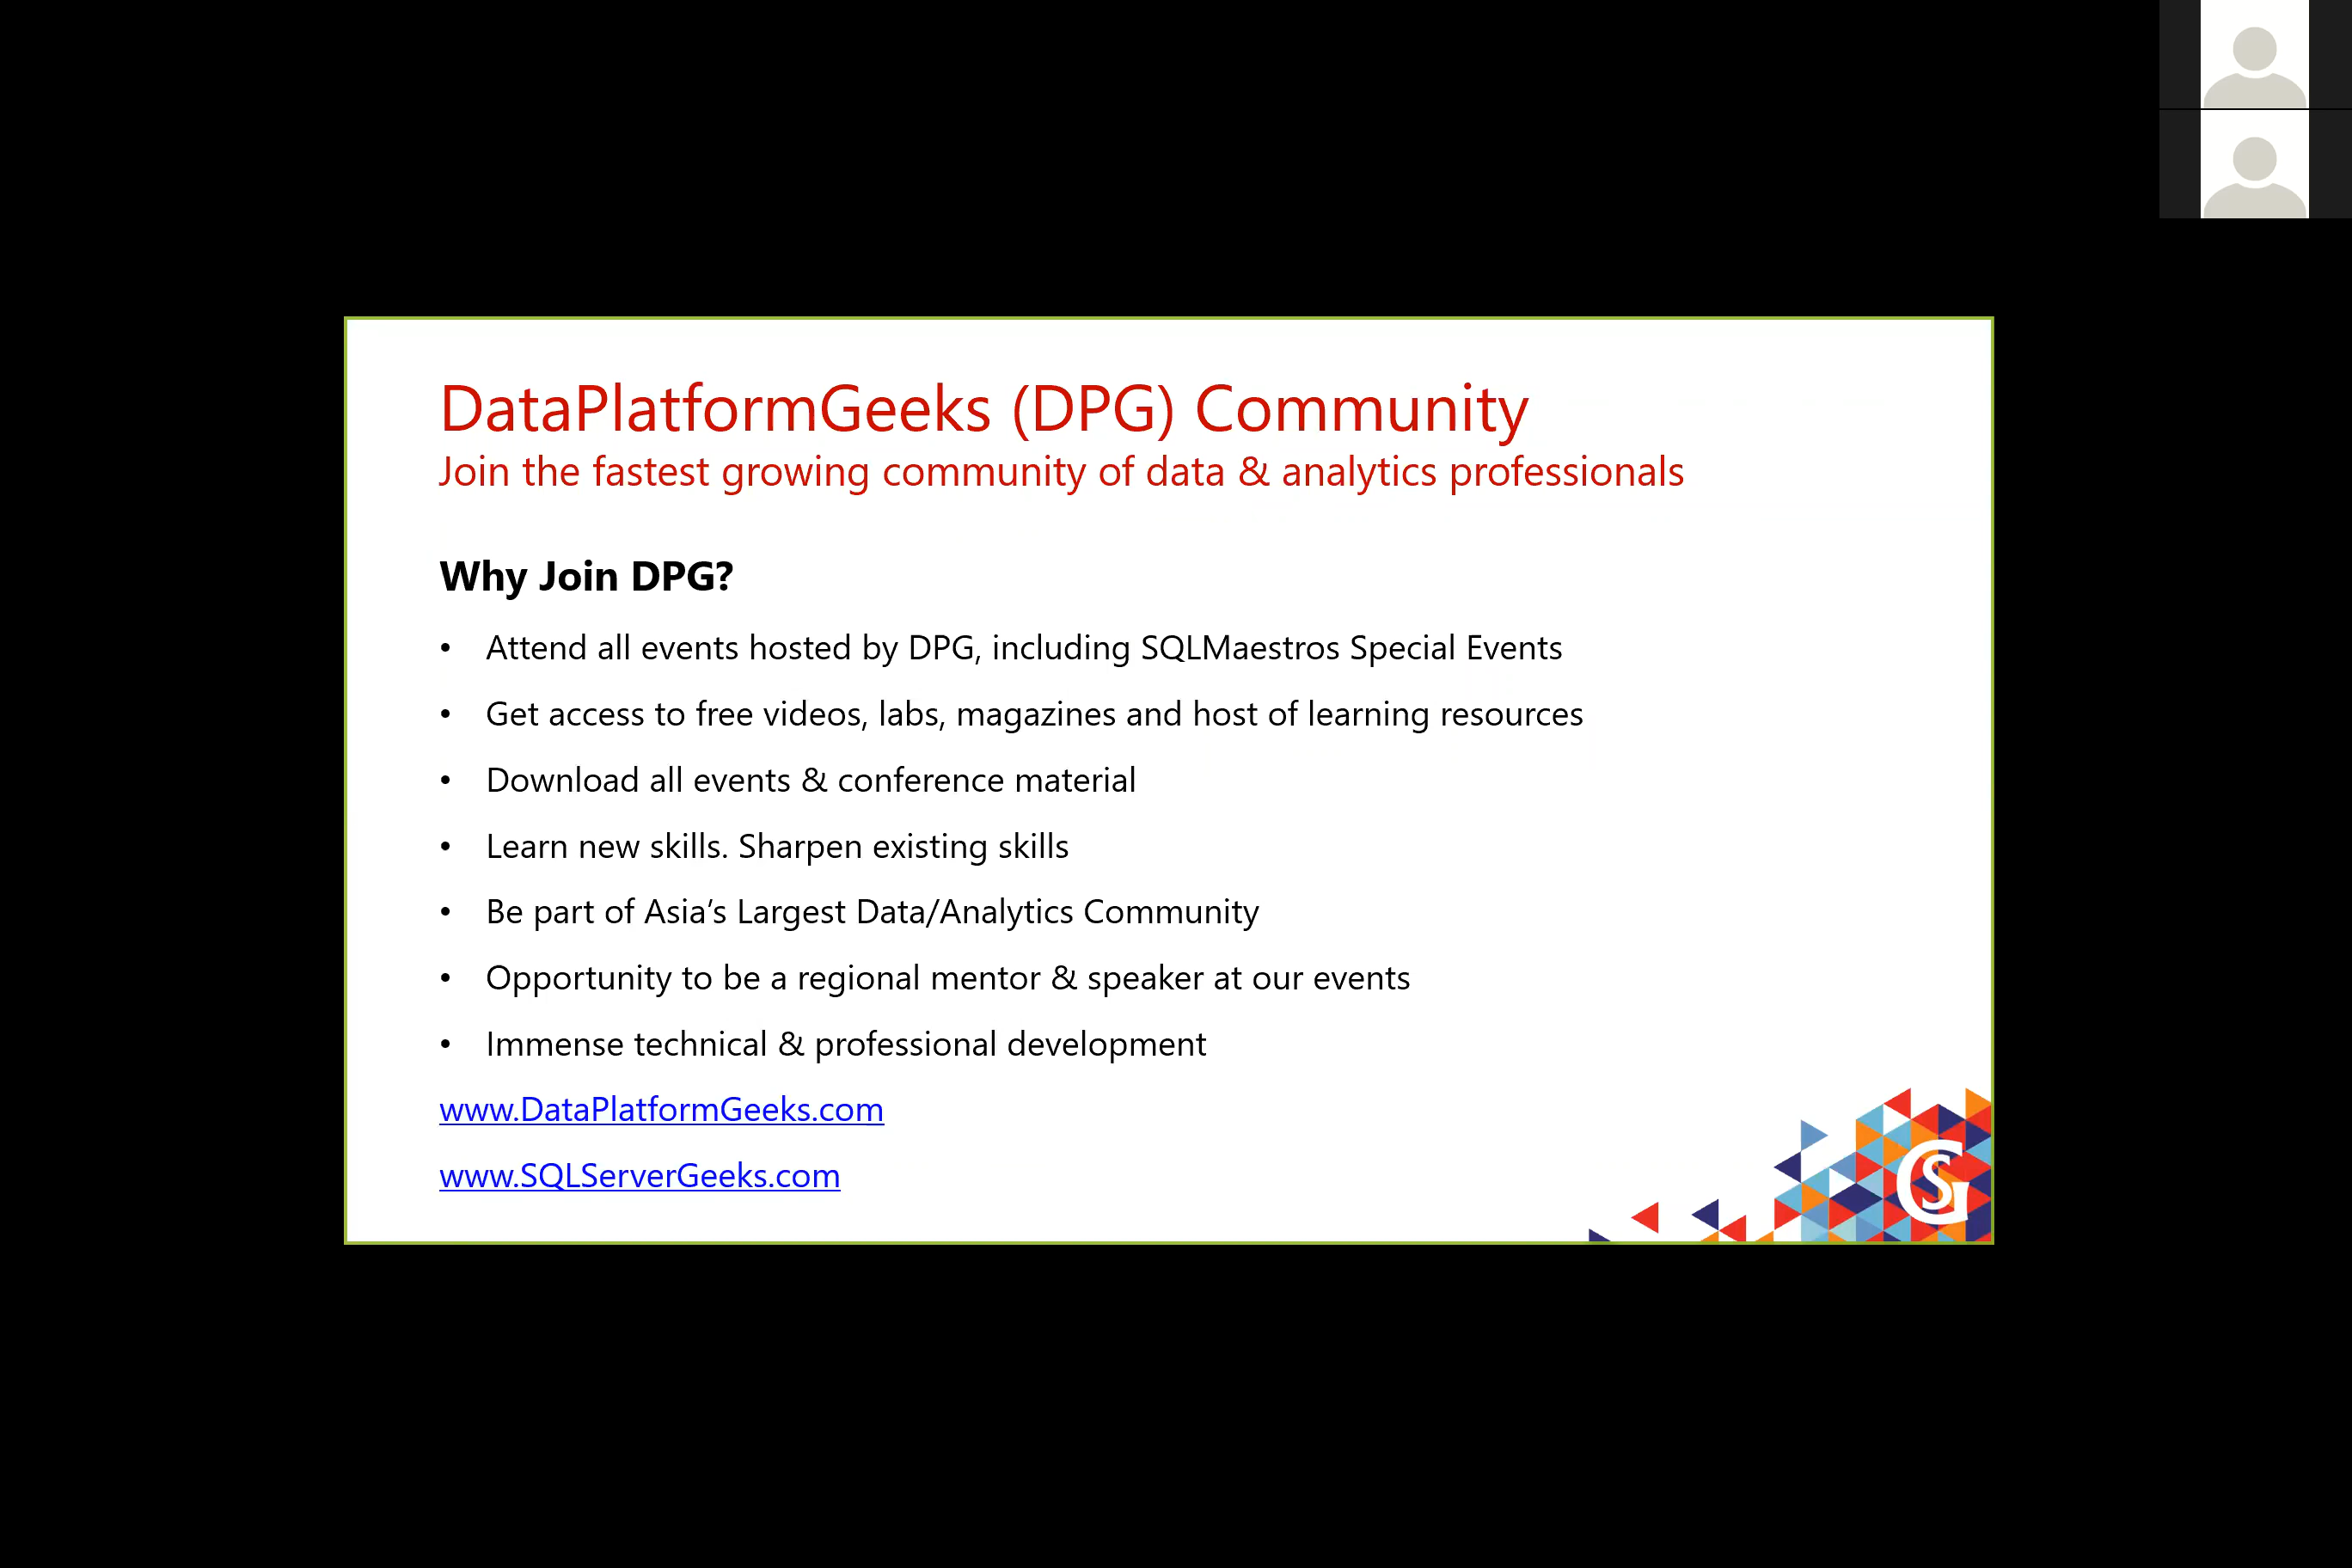 DataPlatformGeeks (DPG) Community
Join the fastest growing community of data & analytics professionals
Why Join DPG?
• Attend all events hosted by DPG, including SQLMaestros Special Events
• Get access to free videos, labs, magazines and host of learning resources
• Download all events & conference material
• Learn new skills. Sharpen existing skills
• Be part of Asia’s Largest Data/Analytics Community
• Opportunity to be a regional mentor & speaker at our events
• Immense technical & professional development
www.DataPlatformGeeks.com
www.SQLServerGeeks.com
SG